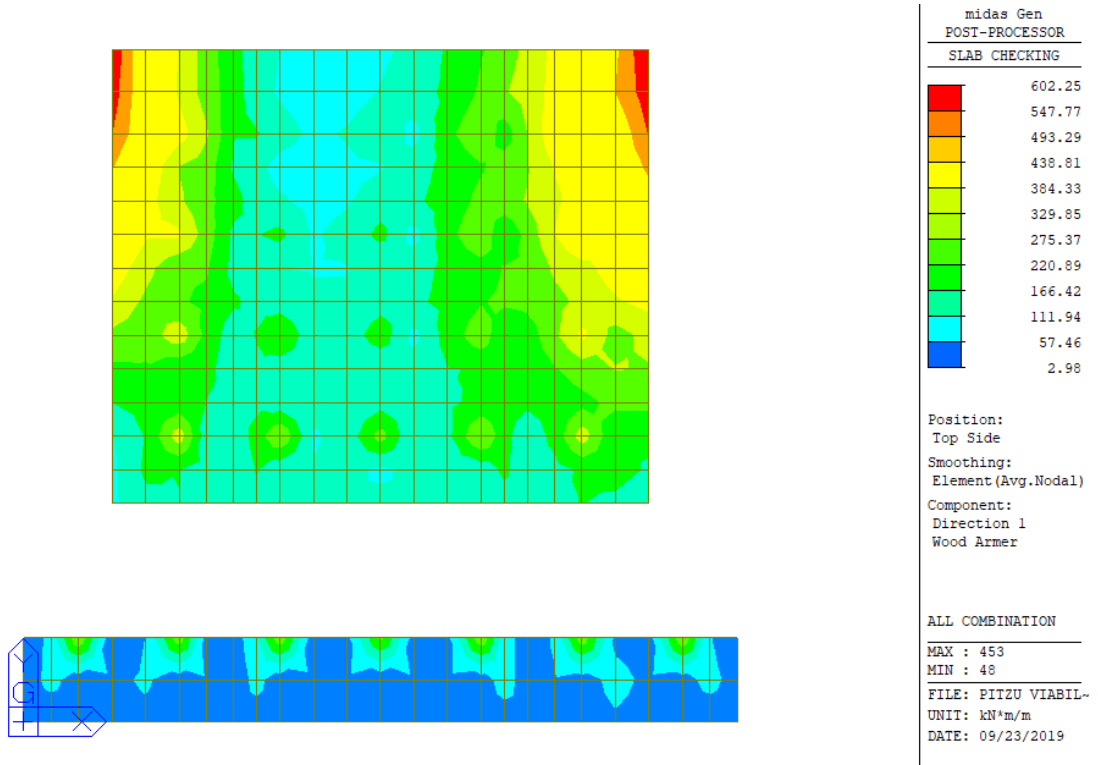 midas Gen
POST-PROCESSOR
SLAB CHECKING
602.25
547.77
493.29
438.81
384.33
329.85
275.37
220.89
166.42
111.94
57.46
2.98
Position:
Top Side
Smoothing:
Element(Avg.Nodal)
Component:
Direction 1
Wood Armer
ALL COMBINATION
MAX : 453
MIN : 48
FILE: PITZU VIABIL~
UNIT: kN*m/m
DATE: 09/23/2019
Y
G
X